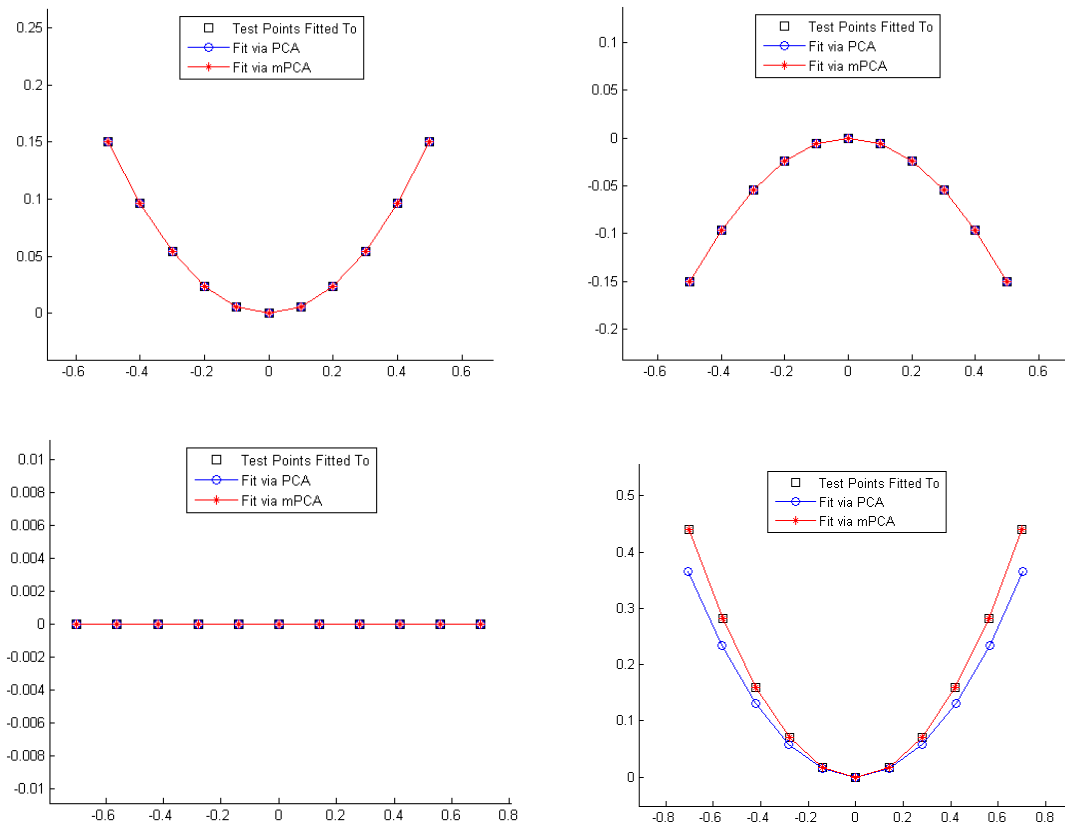 0.25
0.2
0.15
0.1
0.05
0
-0.6 -0.4 -0.2 0 0.2 0.4 0.6
Test Points Fitted To
Fit via PCA
Fit via mPCA
0.1
0.05
0
-0.05
-0.1
-0.15
-0.2
-0.6 -0.4 -0.2 0 0.2 0.4 0.6
Test Points Fitted To
Fit via PCA
Fit via mPCA
0.01
0.008
0.006
0.004
0.002
0
-0.002
-0.004
-0.006
-0.008
-0.01
-0.6 -0.4 -0.2 0 0.2 0.4 0.6 0.8
Test Points Fitted To
Fit via PCA
Fit via mPCA
0.5
0.4
0.3
0.2
0.1
0
-0.8 -0.6 -0.4 -0.2 0 0.2 0.4 0.6 0.8
Test Points Fitted To
Fit via PCA
Fit via mPCA